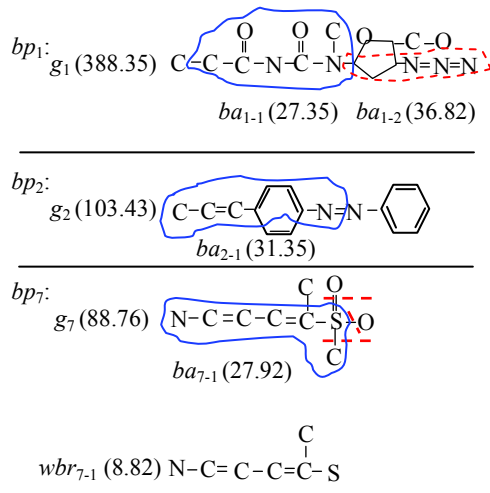 bp1:
O O C O C–O
g1 (388.35) C–C–C–N–C–N N=N=N
ba1-1 (27.35) ba1-2 (36.82)
bp2:
g2 (103.43) C–C=C N=N
ba2-1 (31.35)
bp7:
C O
g7 (88.76) N–C=C–C=C–S–O
C
ba7-1 (27.92)
C
wbr7-1 (8.82) N–C=C–C=C–S